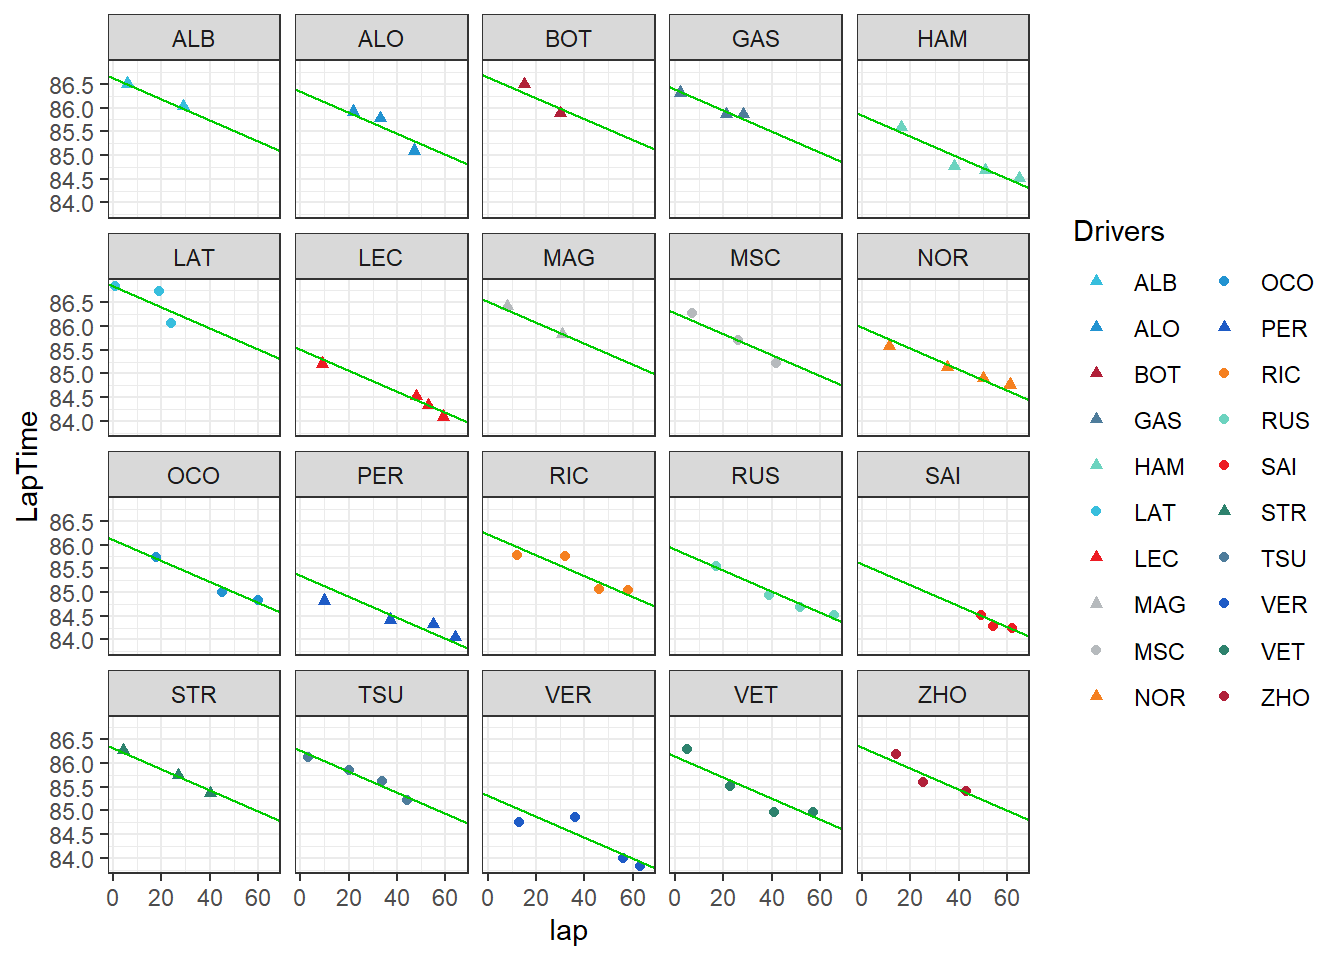 ALB ALO BOT GAS HAM
86.5
86.0
85.5
85.0
84.5
84.0
LAT LEC MAG MSC NOR
86.5
86.0
85.5
85.0
84.5
84.0
OCO PER RIC RUS SAI
86.5
86.0
85.5
85.0
84.5
84.0
STR TSU VER VET ZHO
86.5
86.0
85.5
85.0
84.5
84.0
0 20 40 60 0 20 40 60 0 20 40 60 0 20 40 60 0 20 40 60
lap
LapTime
Drivers
ALB OCO
ALO PER
BOT RIC
GAS RUS
HAM SAI
LAT STR
LEC TSU
MAG VER
MSC VET
NOR ZHO